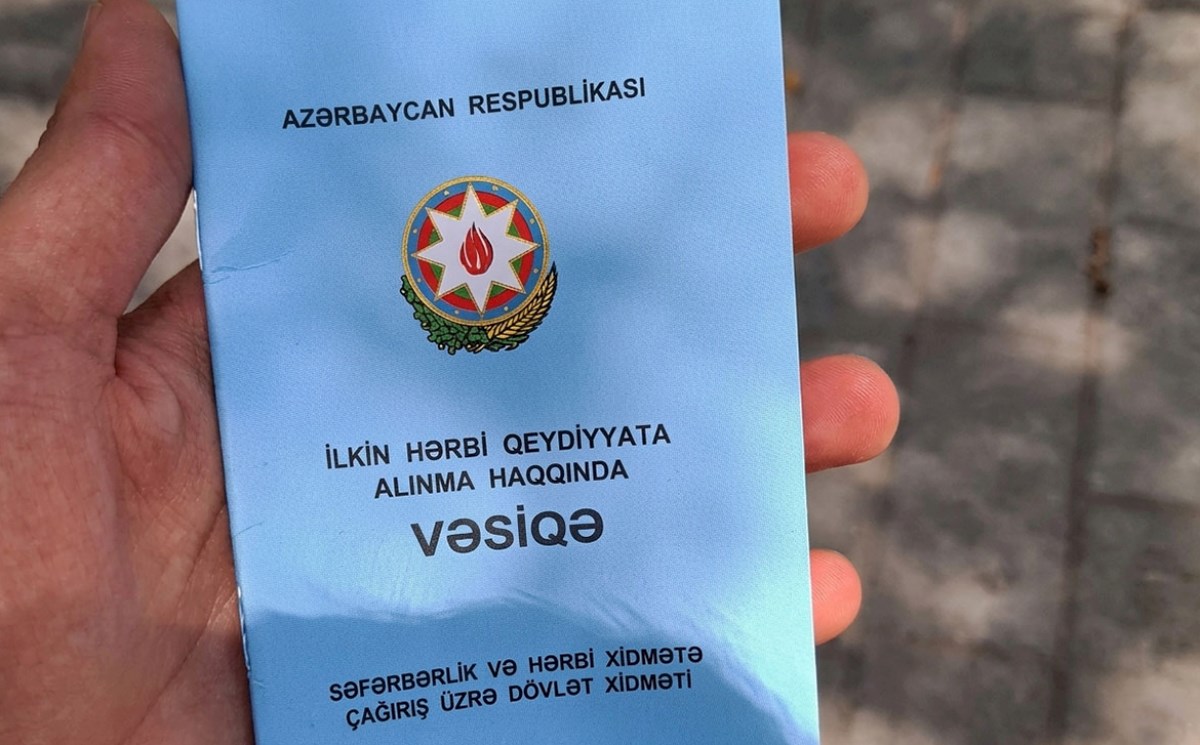 AZƏRBAYCAN RESPUBLİKASI
İLKİN HƏRBİ QEYDİYYATA
ALINMA HAQQINDA
VƏSİQƏ
SƏFƏRBƏRLİK VƏ HƏRBİ XİDMƏTƏ
ÇAĞIRIŞ ÜZRƏ DÖVLƏT XİDMƏTİ